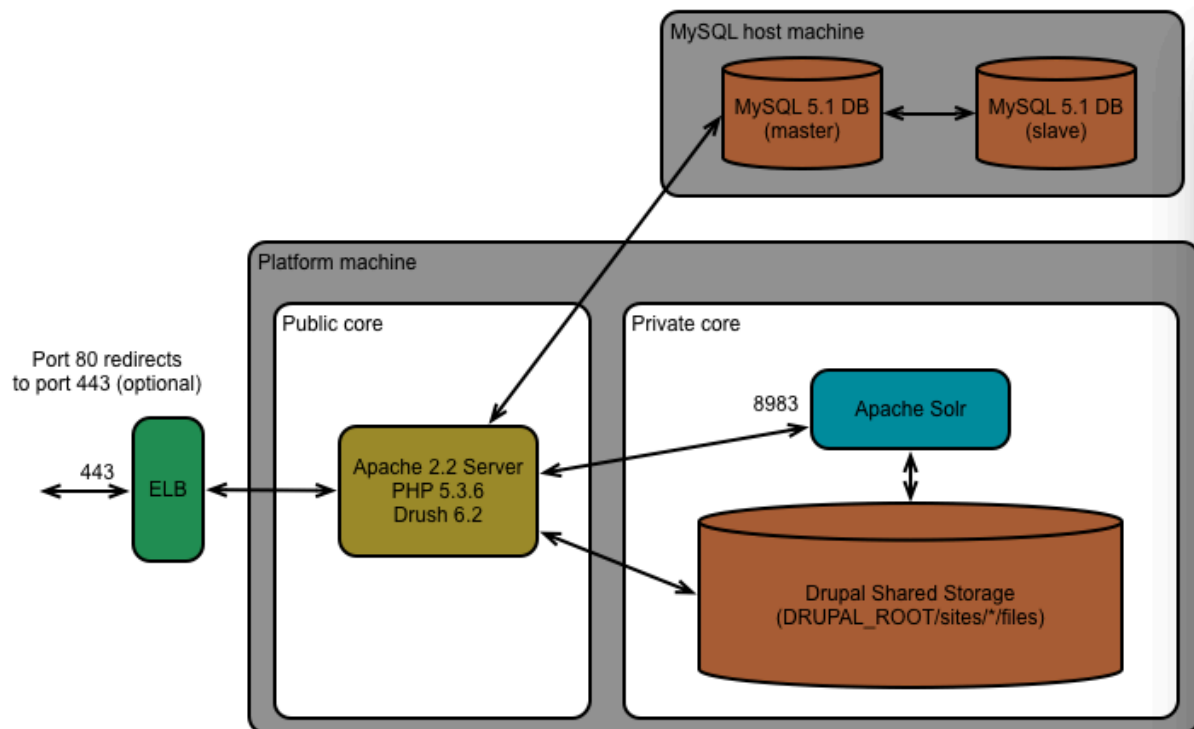 MySQL host machine
MySQL 5.1 DB
(master)
MySQL 5.1 DB
(slave)
Platform machine
Public core
Private core
Port 80 redirects
to port 443 (optional)
443
ELB
Apache 2.2 Server
PHP 5.3.6
Drush 6.2
8983
Apache Solr
Drupal Shared Storage
(DRUPAL_ROOT/sites/*/files)